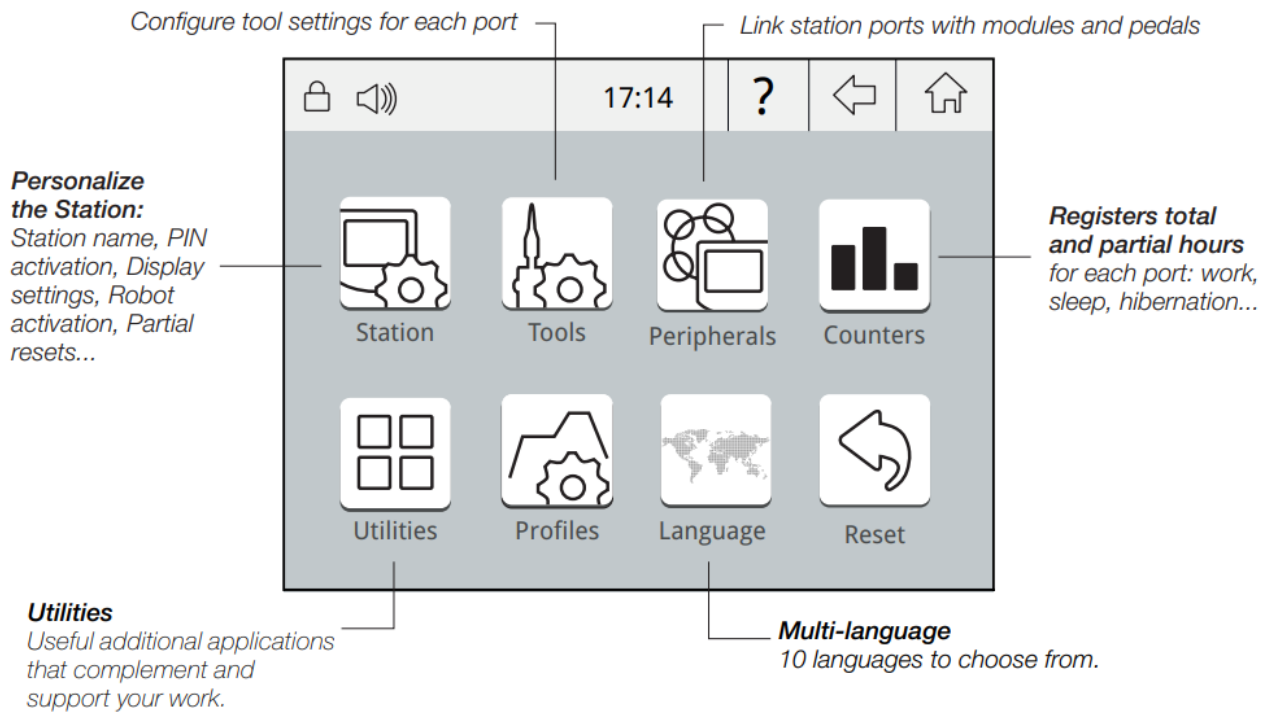 Configure tool settings for each port
Link station ports with modules and pedals
17:14
?
Personalize
the Station:
Station name, PIN
activation, Display
settings, Robot
activation, Partial
resets...
Registers total
and partial hours
for each port: work,
sleep, hibernation...
Station
Tools
Peripherals
Counters
Utilities
Profiles
Language
Reset
Utilities
Useful additional applications
that complement and
support your work.
Multi-language
10 languages to choose from.